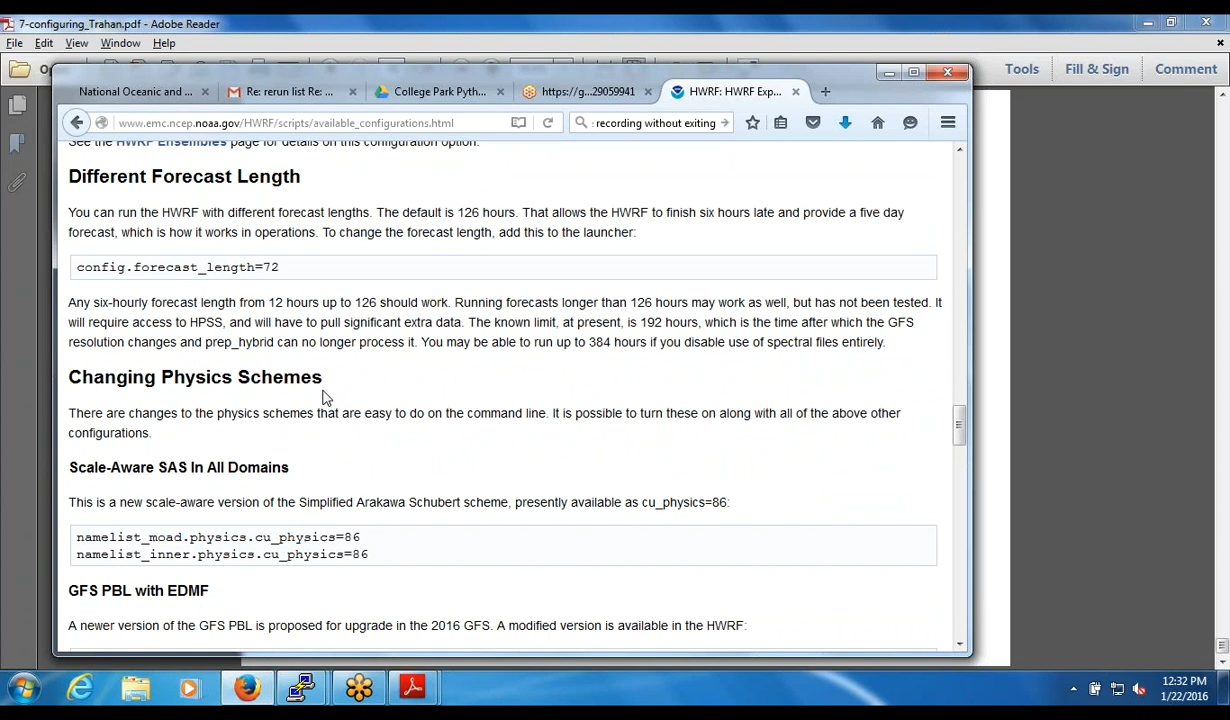 7-configuring_Trahan.pdf - Adobe Reader
File Edit View Window Help
Tools Fill & Sign Comment
National Oceanic and ... × Re: rerun list Re: ... × College Park Pyth... × https://g...29059941 × HWRF: HWRF Exp... × +
www.emc.ncep.noaa.gov/HWRF/scripts/available_configurations.html : recording without exiting
See the HWRF Ensembles page for details on this configuration option.
Different Forecast Length
You can run the HWRF with different forecast lengths. The default is 126 hours. That allows the HWRF to finish six hours late and provide a five day
forecast, which is how it works in operations. To change the forecast length, add this to the launcher:
config.forecast_length=72
Any six-hourly forecast length from 12 hours up to 126 should work. Running forecasts longer than 126 hours may work as well, but has not been tested. It
will require access to HPSS, and will have to pull significant extra data. The known limit, at present, is 192 hours, which is the time after which the GFS
resolution changes and prep_hybrid can no longer process it. You may be able to run up to 384 hours if you disable use of spectral files entirely.
Changing Physics Schemes
There are changes to the physics schemes that are easy to do on the command line. It is possible to turn these on along with all of the above other
configurations.
Scale-Aware SAS In All Domains
This is a new scale-aware version of the Simplified Arakawa Schubert scheme, presently available as cu_physics=86:
namelist_moad.physics.cu_physics=86
namelist_inner.physics.cu_physics=86
GFS PBL with EDMF
A newer version of the GFS PBL is proposed for upgrade in the 2016 GFS. A modified version is available in the HWRF:
12:32 PM
1/22/2016